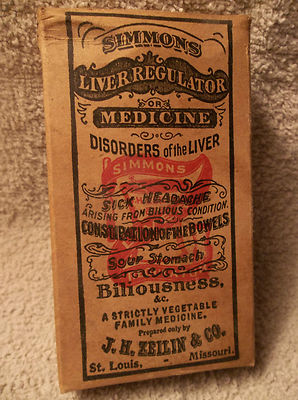 SIMMONS
LIVER REGULATOR
OR
MEDICINE
DISORDERS of the LIVER
SIMMONS
SICK HEADACHE
ARISING FROM BILIOUS CONDITION.
CONSTIPATION OF THE BOWELS
Sour Stomach
Biliousness,
&c.
A STRICTLY VEGETABLE
FAMILY MEDICINE.
Prepared only by
J. H. ZEILIN & CO.
St. Louis, Missouri.